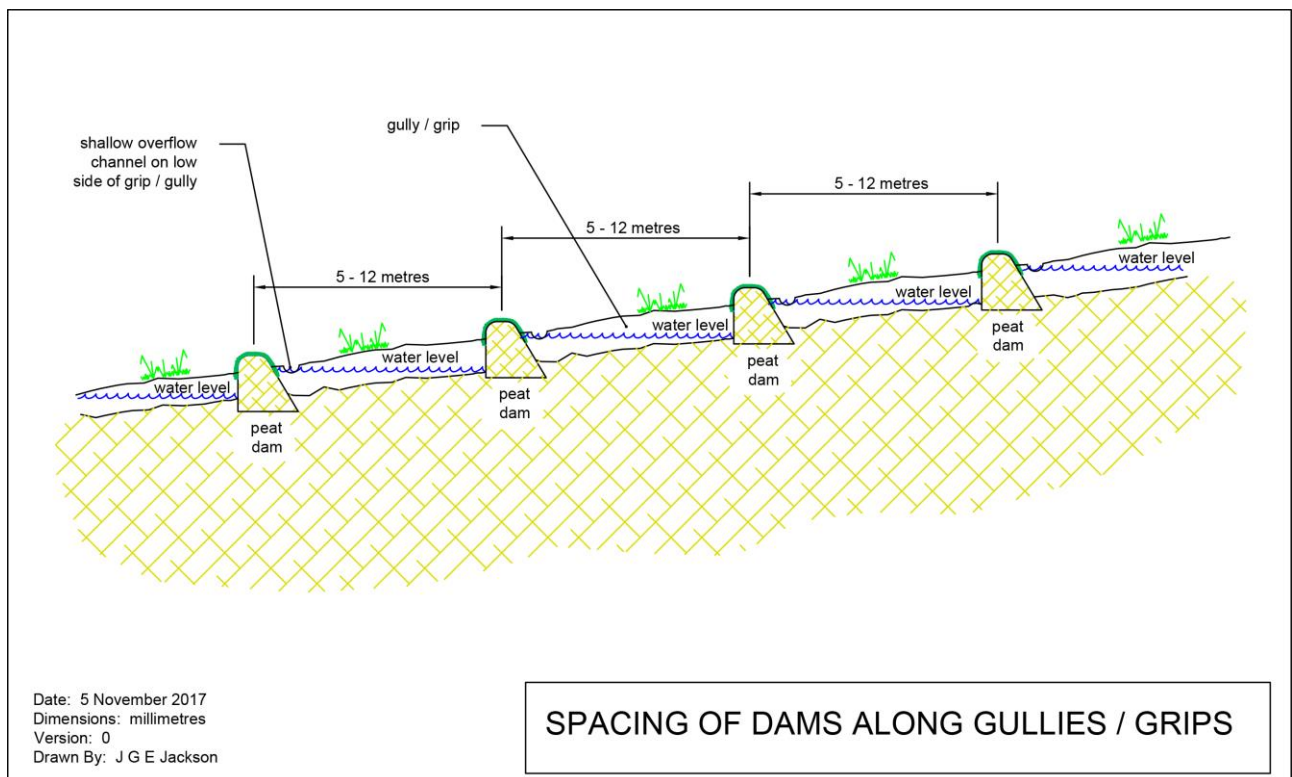 shallow overflow
channel on low
side of grip / gully
gully / grip
5 - 12 metres
5 - 12 metres
5 - 12 metres
water level
water level
water level
water level
water level
peat
dam
peat
dam
peat
dam
peat
dam
Date: 5 November 2017
Dimensions: millimetres
Version: 0
Drawn By: J G E Jackson
SPACING OF DAMS ALONG GULLIES / GRIPS